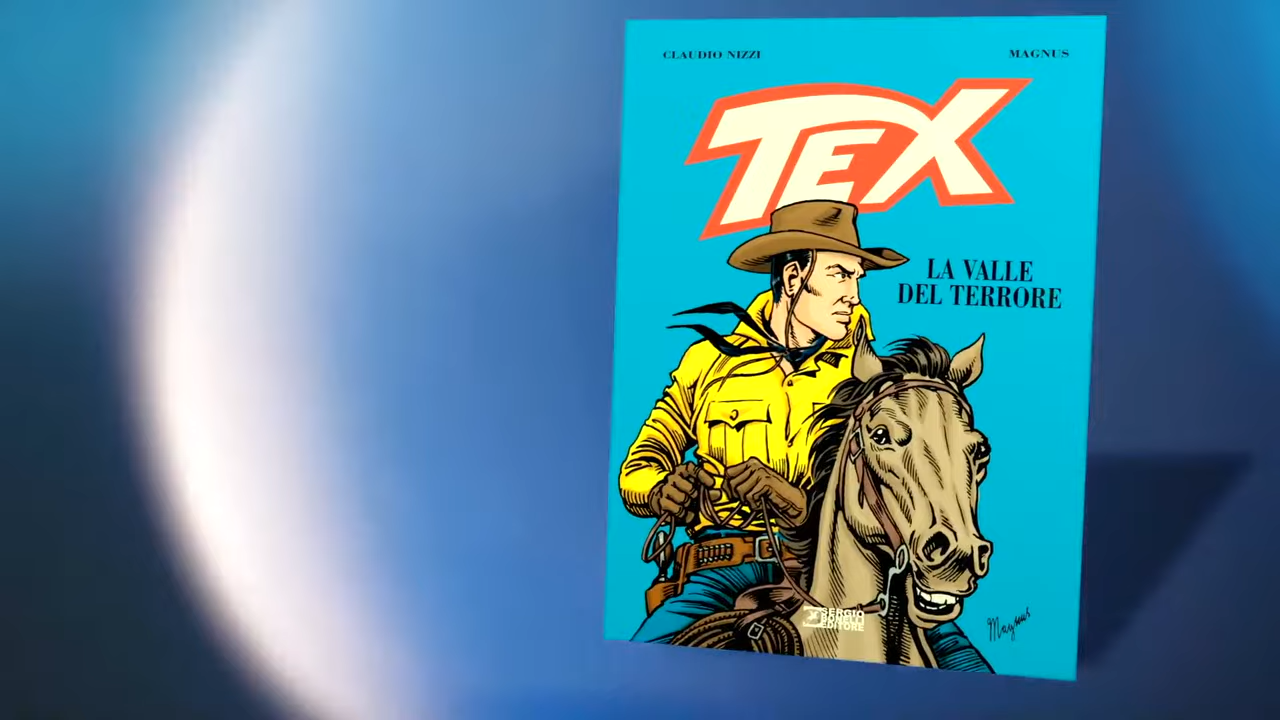 CLAUDIO NIZZI
MAGNUS
TEX
LA VALLE
DEL TERRORE
SERGIO
BONELLI
EDITORE
Magnus